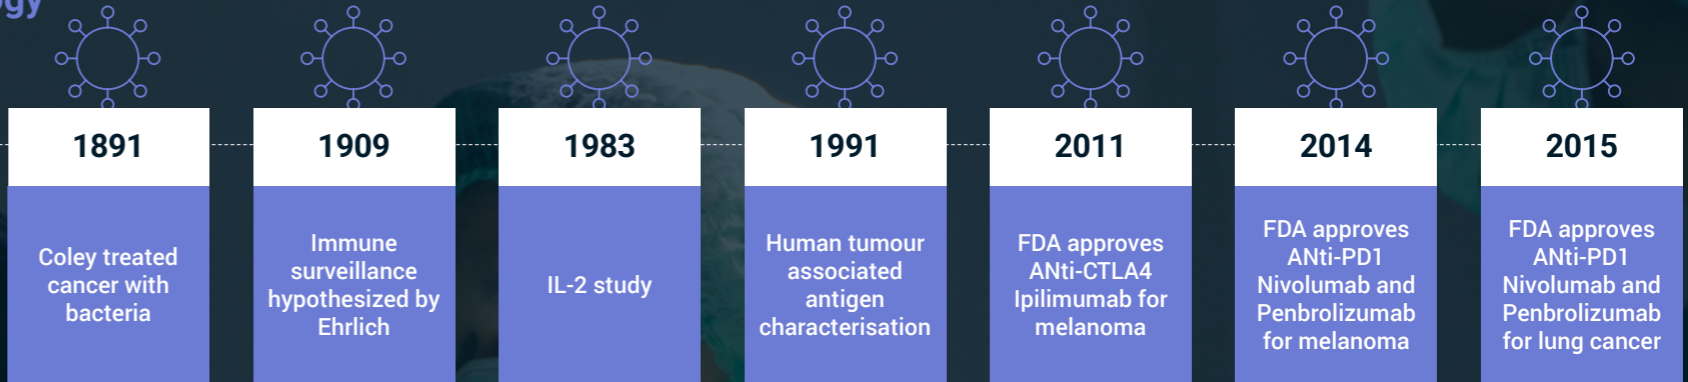 ogy
1891
Coley treated
cancer with
bacteria
1909
Immune
surveillance
hypothesized by
Ehrlich
1983
IL-2 study
1991
Human tumour
associated
antigen
characterisation
2011
FDA approves
ANti-CTLA4
Ipilimumab for
melanoma
2014
FDA approves
ANti-PD1
Nivolumab and
Penbrolizumab
for melanoma
2015
FDA approves
ANti-PD1
Nivolumab and
Penbrolizumab
for lung cancer